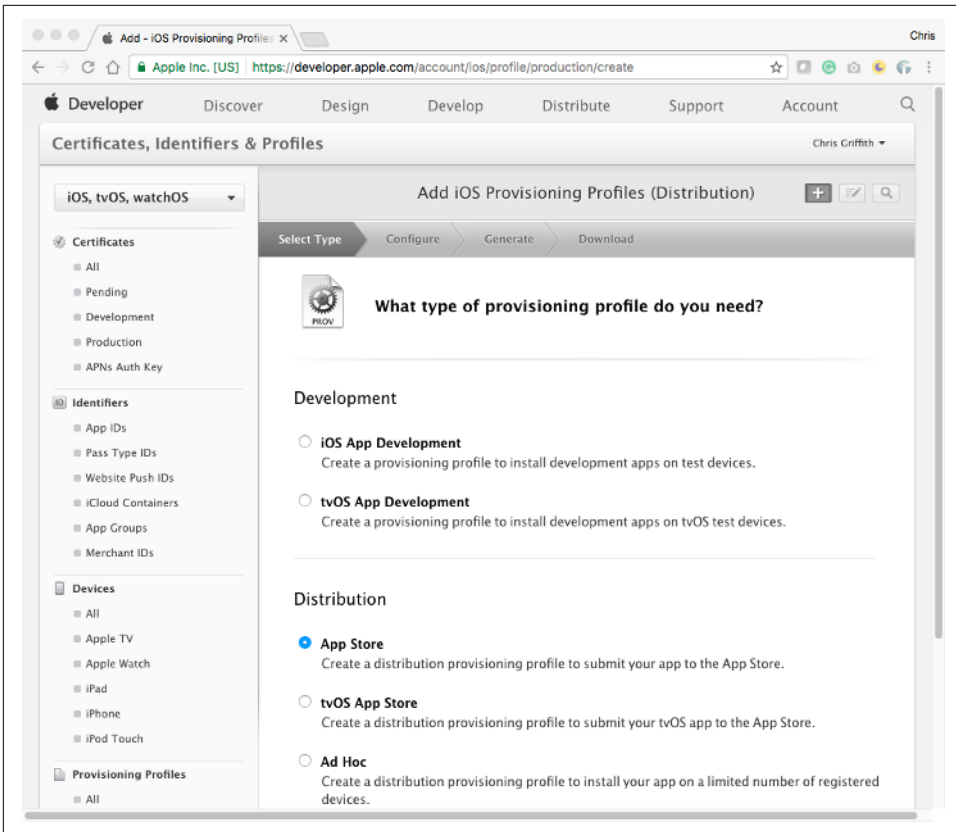 Add - iOS Provisioning Profiles
Chris
Apple Inc. [US] https://developer.apple.com/account/ios/profile/production/create
Developer Discover Design Develop Distribute Support Account
Certificates, Identifiers & Profiles
Chris Griffith
iOS, tvOS, watchOS
Certificates
All
Pending
Development
Production
APNs Auth Key
Identifiers
App IDs
Pass Type IDs
Website Push IDs
iCloud Containers
App Groups
Merchant IDs
Devices
All
Apple TV
Apple Watch
iPad
iPhone
iPod Touch
Provisioning Profiles
All
Add iOS Provisioning Profiles (Distribution)
Select Type Configure Generate Download
PROV
What type of provisioning profile do you need?
Development
iOS App Development
Create a provisioning profile to install development apps on test devices.
tvOS App Development
Create a provisioning profile to install development apps on tvOS test devices.
Distribution
App Store
Create a distribution provisioning profile to submit your app to the App Store.
tvOS App Store
Create a distribution provisioning profile to submit your tvOS app to the App Store.
Ad Hoc
Create a distribution provisioning profile to install your app on a limited number of registered
devices.